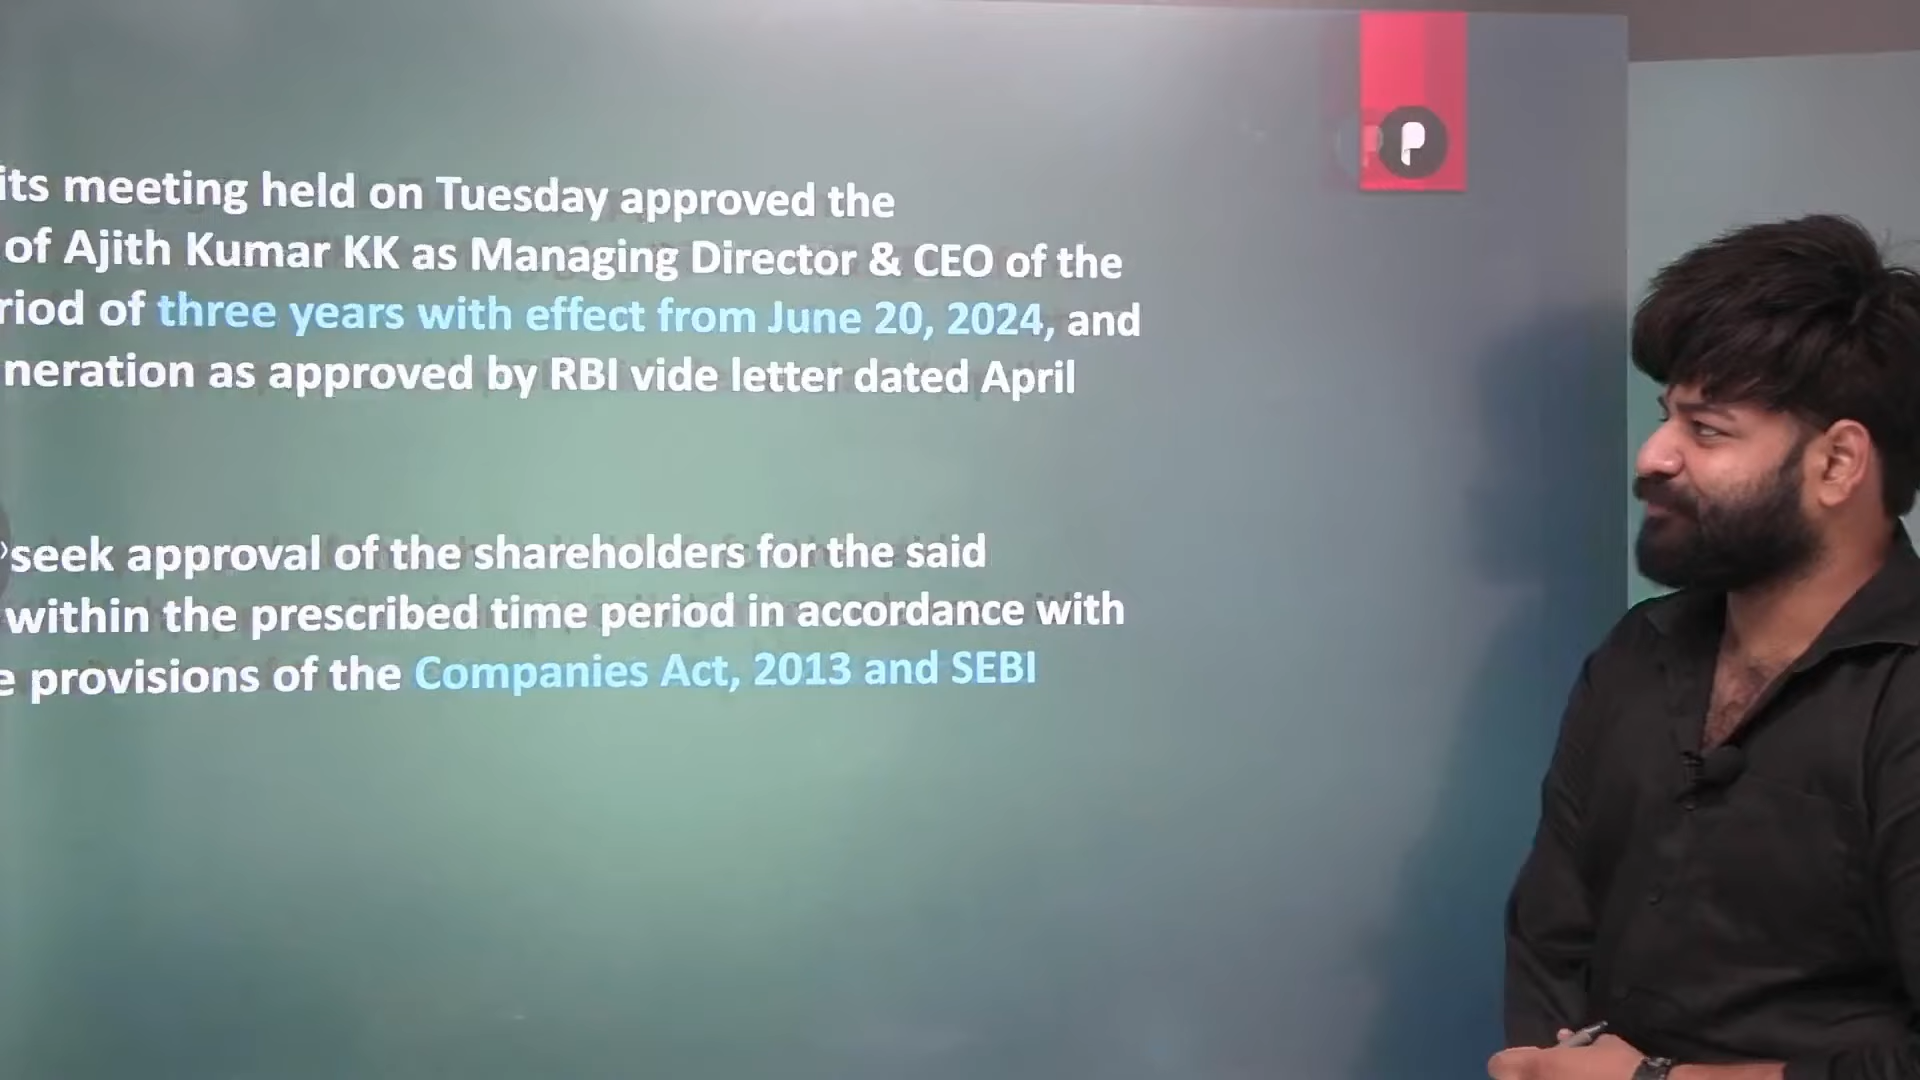 its meeting held on Tuesday approved the
of Ajith Kumar KK as Managing Director & CEO of the
riod of three years with effect from June 20, 2024, and
neration as approved by RBI vide letter dated April
seek approval of the shareholders for the said
within the prescribed time period in accordance with
e provisions of the Companies Act, 2013 and SEBI
P